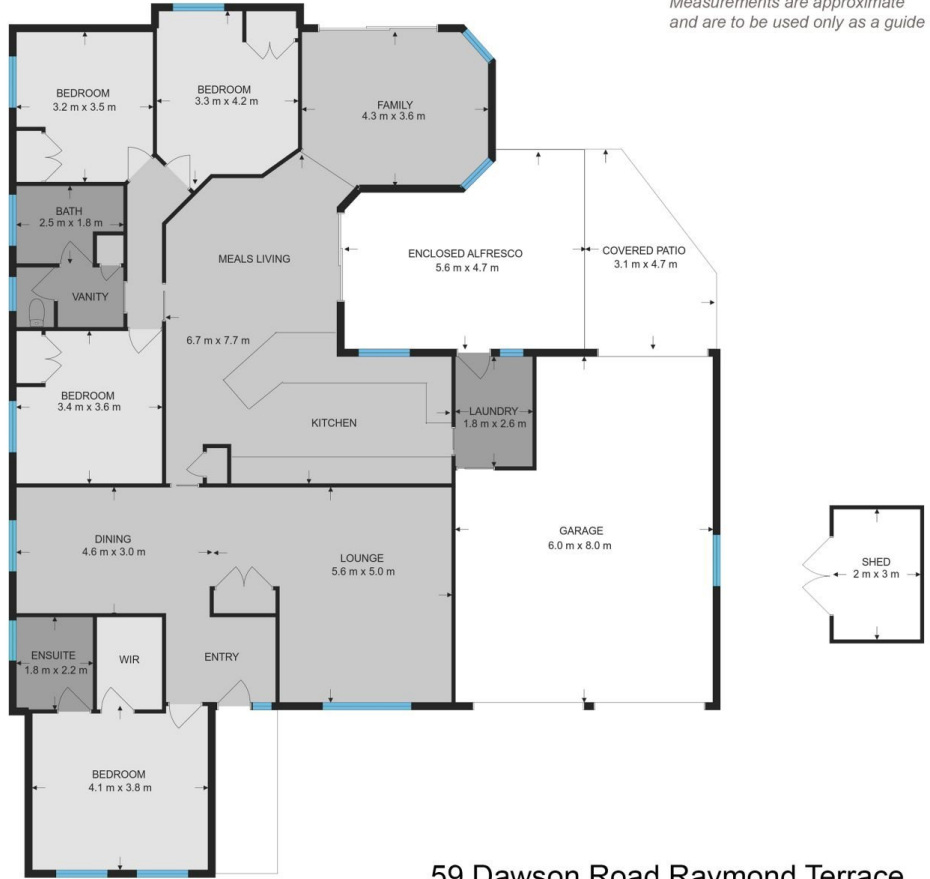 Measurements are approximate
and are to be used only as a guide
BEDROOM
3.2 m x 3.5 m
BEDROOM
3.3 m x 4.2 m
FAMILY
4.3 m x 3.6 m
BATH
2.5 m x 1.8 m
VANITY
MEALS LIVING
6.7 m x 7.7 m
ENCLOSED ALFRESCO
5.6 m x 4.7 m
COVERED PATIO
3.1 m x 4.7 m
BEDROOM
3.4 m x 3.6 m
KITCHEN
LAUNDRY
1.8 m x 2.6 m
DINING
4.6 m x 3.0 m
LOUNGE
5.6 m x 5.0 m
GARAGE
6.0 m x 8.0 m
SHED
2 m x 3 m
ENSUITE
1.8 m x 2.2 m
WIR
ENTRY
BEDROOM
4.1 m x 3.8 m
59 Dawson Road Raymond Terrace